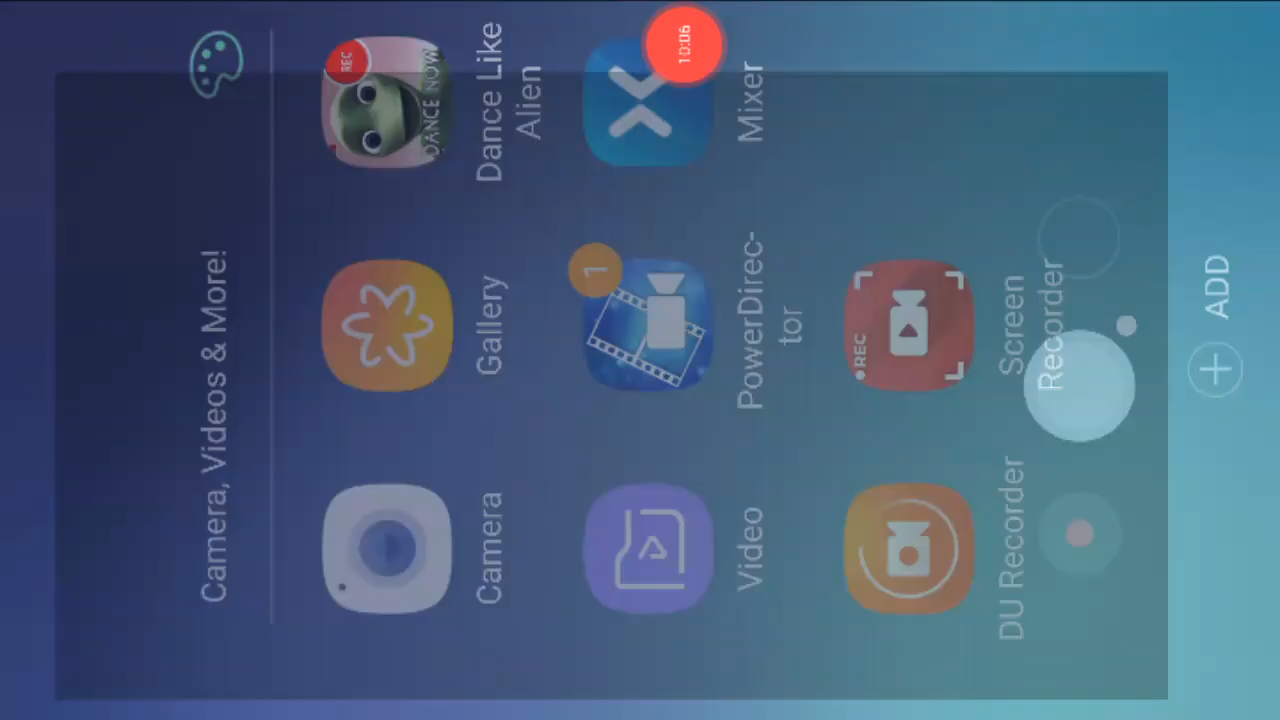 Camera, Videos & More!
Camera
Gallery
REC
DANCE NOW
Dance Like
Alien
Video
1
PowerDirec-
tor
10:06
Mixer
DU Recorder
REC
Screen
Recorder
ADD